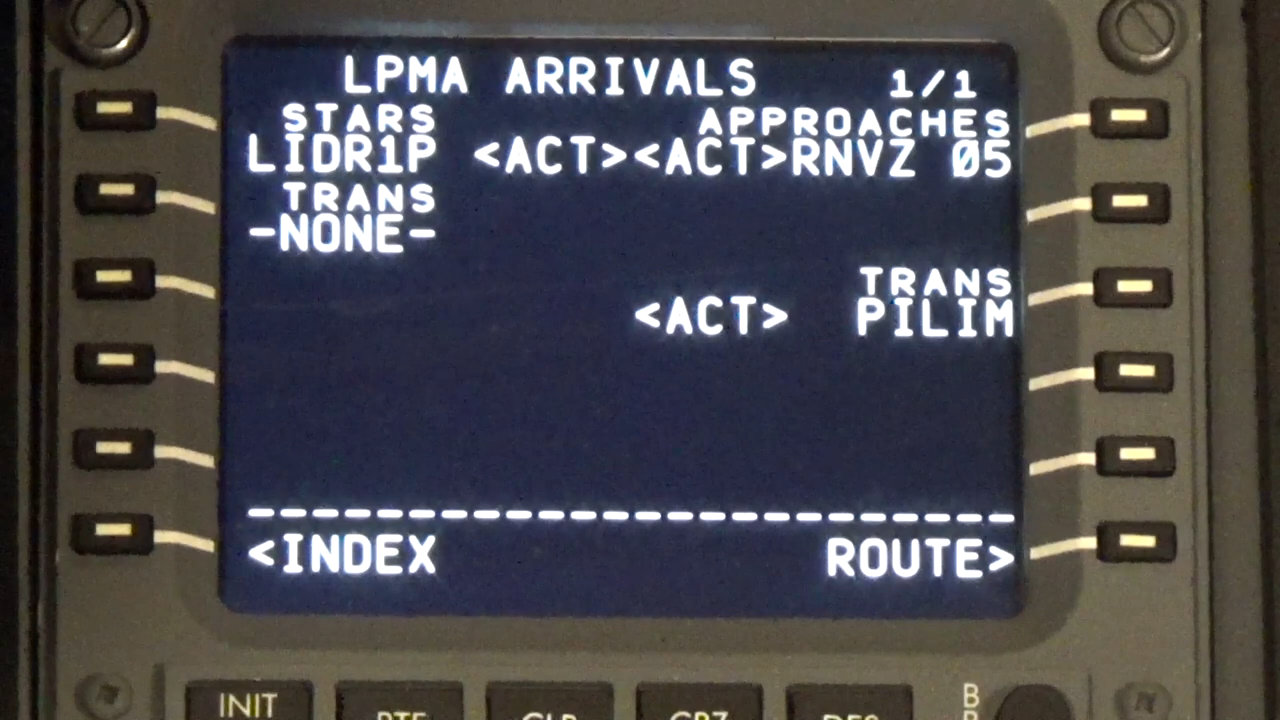 LPMA ARRIVALS 1/1
STARS APPROACHES
LIDR1P <ACT><ACT>RNVZ 05
TRANS
-NONE-
TRANS
<ACT> PILIM
------------------------
<INDEX ROUTE>
INIT